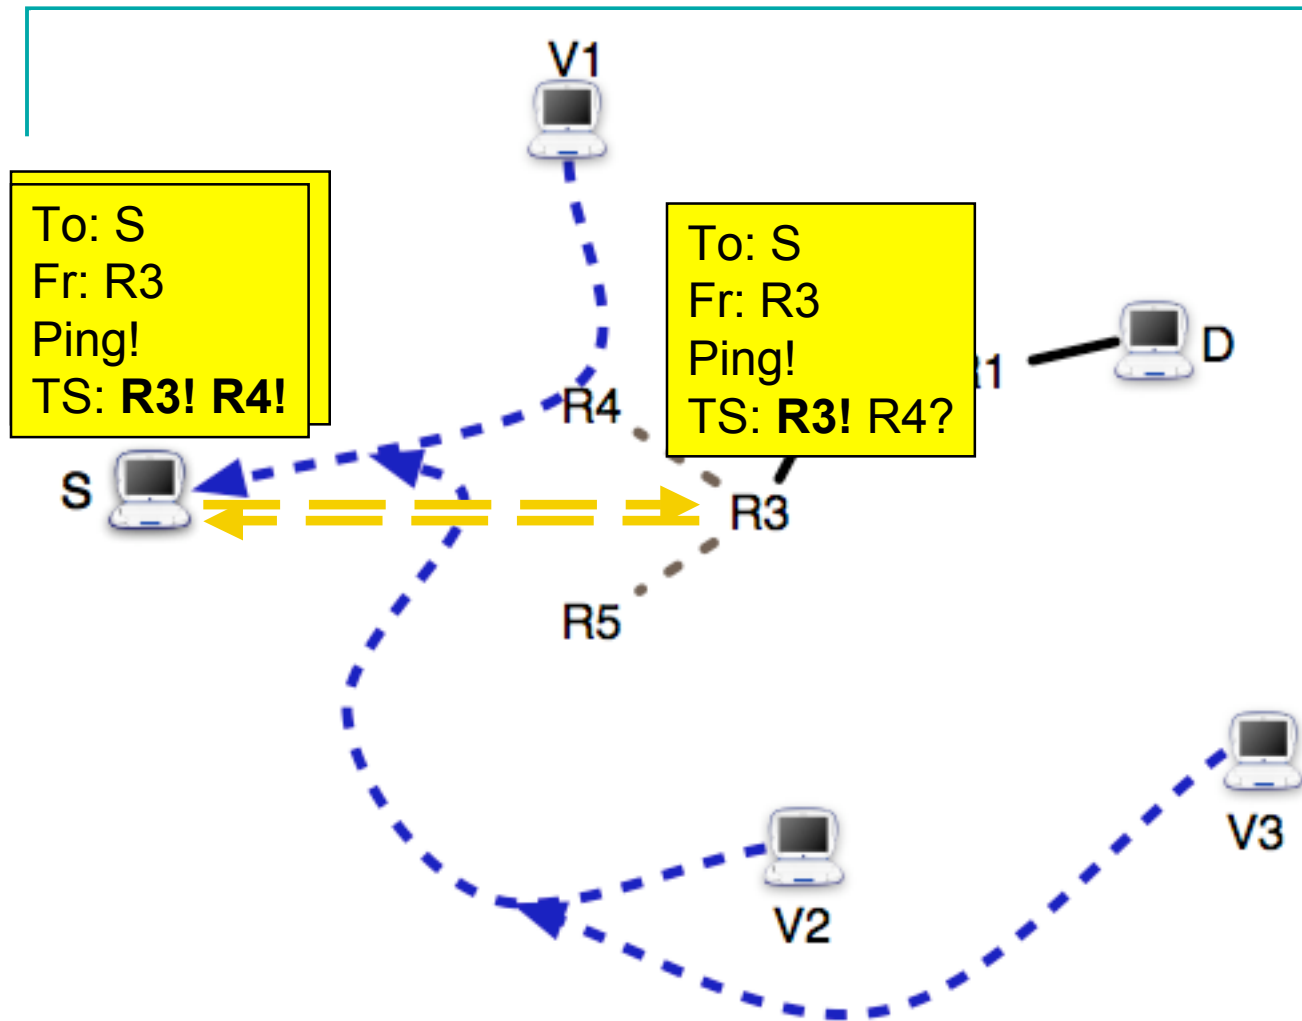 V1
To: S
Fr: R3
Ping!
TS: R3! R4!
To: S
Fr: R3
Ping!
TS: R3! R4?
D
R4
S
R3
R5
V3
V2